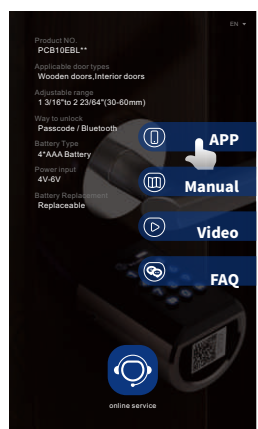 EN
Product NO.
PCB10EBL**
Applicable door types
Wooden doors,Interior doors
Adjustable range
1 3/16"to 2 23/64"(30-60mm)
Way to unlock
Passcode / Bluetooth
Battery Type
4*AAA Battery
Power input
4V-6V
Battery Replacement
Replaceable
APP
Manual
Video
FAQ
online service